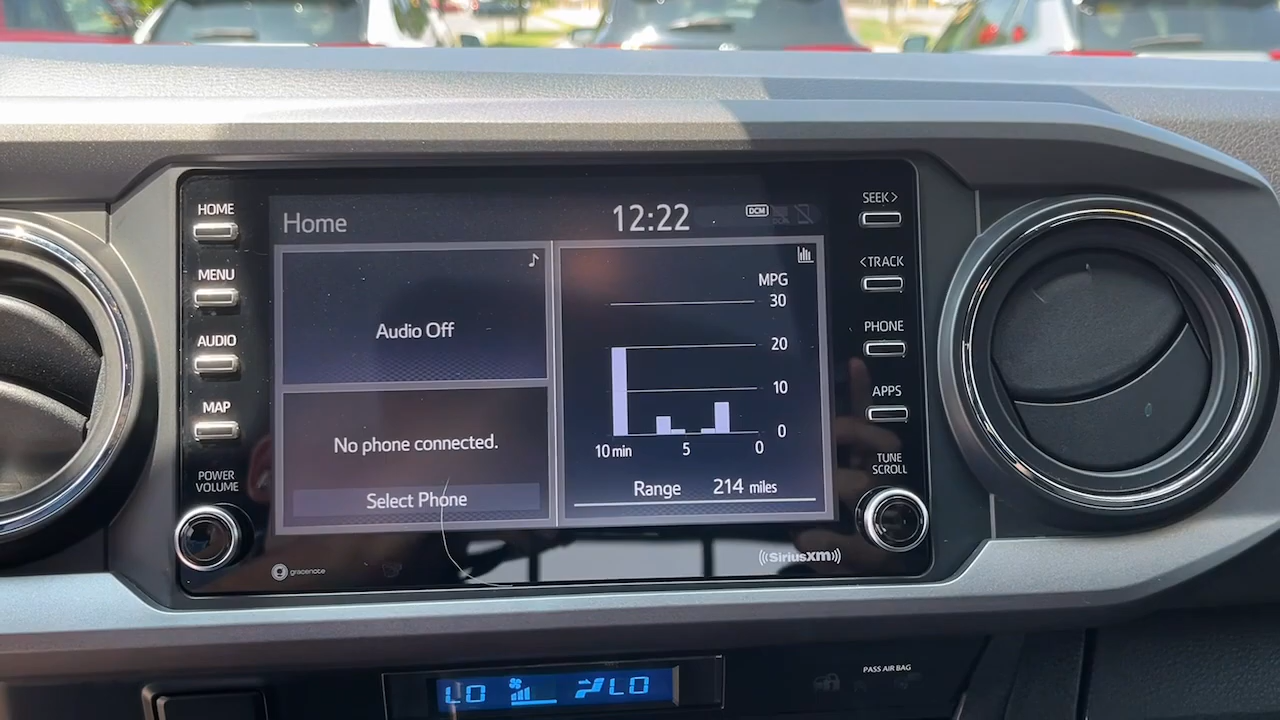 HOME
MENU
AUDIO
MAP
POWER
VOLUME
Home
12:22
DCM
Audio Off
No phone connected.
Select Phone
MPG
30
20
10
0
10 min 5 0
Range 214 miles
SEEK>
<TRACK
PHONE
APPS
TUNE
SCROLL
gracenote
((SiriusXM))
LO LO
PASS AIR BAG